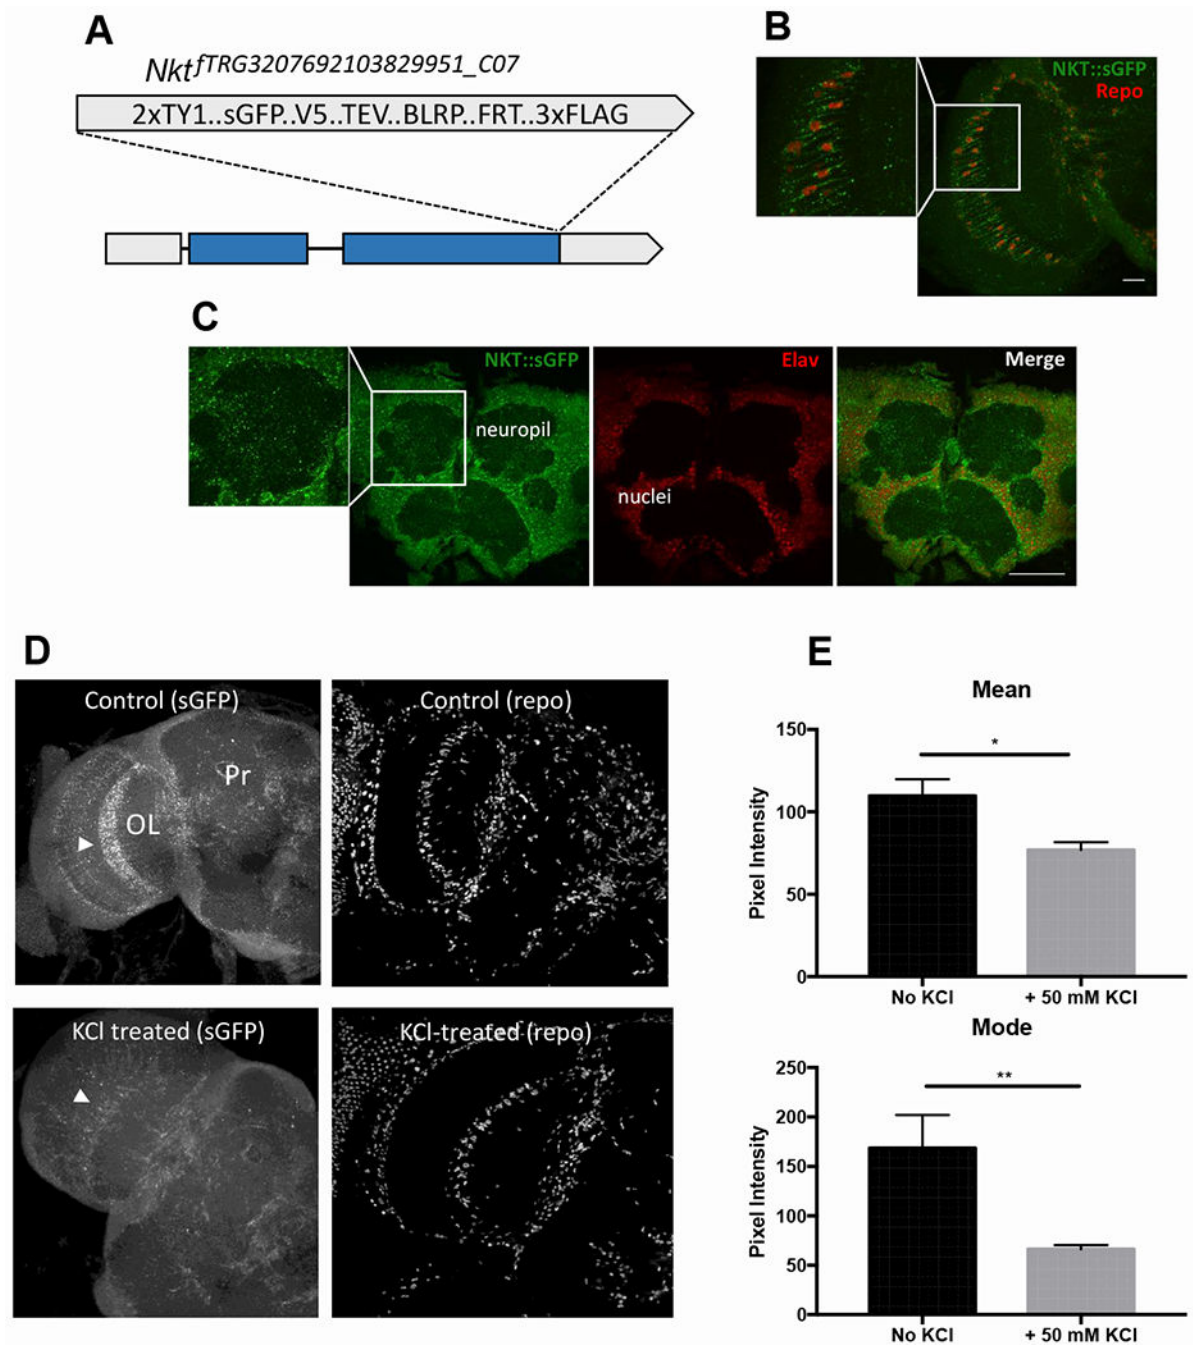 A
Nkt fTRG3207692103829951_C07
2xTY1..sGFP..V5..TEV..BLRP..FRT..3xFLAG
B
NKT::sGFP
Repo
C
NKT::sGFP
neuropil
Elav
nuclei
Merge
D
Control (sGFP)
Pr
OL
Control (repo)
KCl treated (sGFP)
KCl-treated (repo)
E
Mean
Pixel Intensity
150
100
50
0
*
No KCl
+ 50 mM KCl
Mode
Pixel Intensity
250
200
150
100
50
0
**
No KCl
+ 50 mM KCl